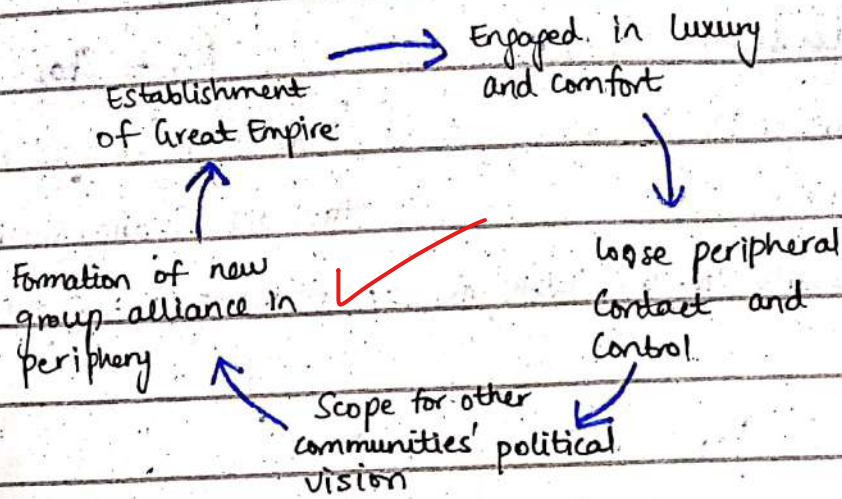 Engaged in luxury
and comfort
Establishment
of Great Empire
loose peripheral
Contact and
Control
Formation of new
group alliance in
periphery
Scope for other
communities' political
vision